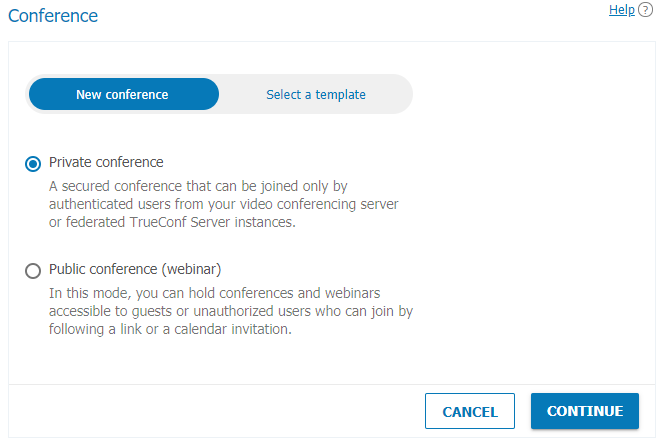 Conference
Help ?
New conference
Select a template
Private conference
A secured conference that can be joined only by
authenticated users from your video conferencing server
or federated TrueConf Server instances.
Public conference (webinar)
In this mode, you can hold conferences and webinars
accessible to guests or unauthorized users who can join by
following a link or a calendar invitation.
CANCEL
CONTINUE